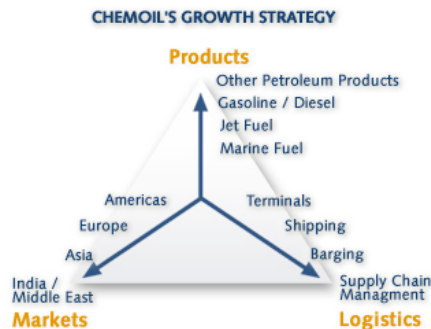 CHEMOIL'S GROWTH STRATEGY
Products
Other Petroleum Products
Gasoline / Diesel
Jet Fuel
Marine Fuel
Americas
Terminals
Europe
Shipping
Asia
Barging
India /
Middle East
Supply Chain
Managment
Markets
Logistics